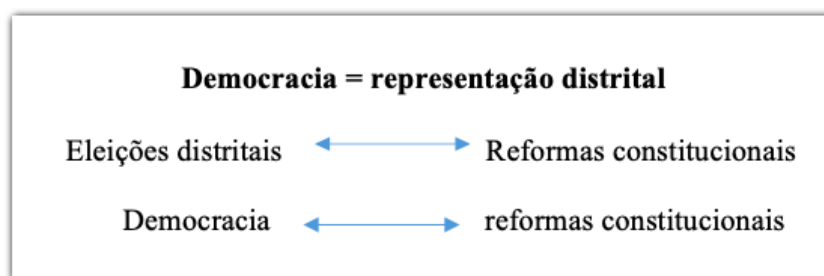 Democracia = representação distrital
Eleições distritais Reformas constitucionais
Democracia reformas constitucionais